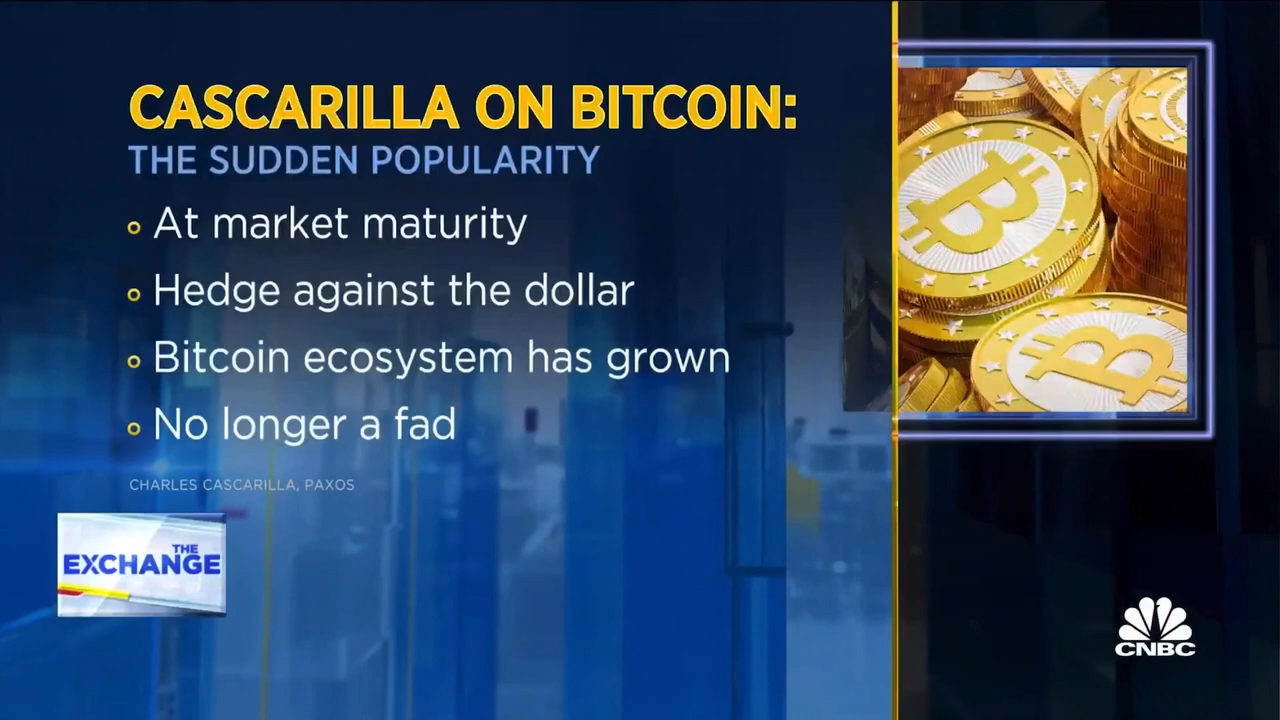 CASCARILLA ON BITCOIN:
THE SUDDEN POPULARITY
At market maturity
Hedge against the dollar
Bitcoin ecosystem has grown
No longer a fad
CHARLES CASCARILLA, PAXOS
THE
EXCHANGE
CNBC